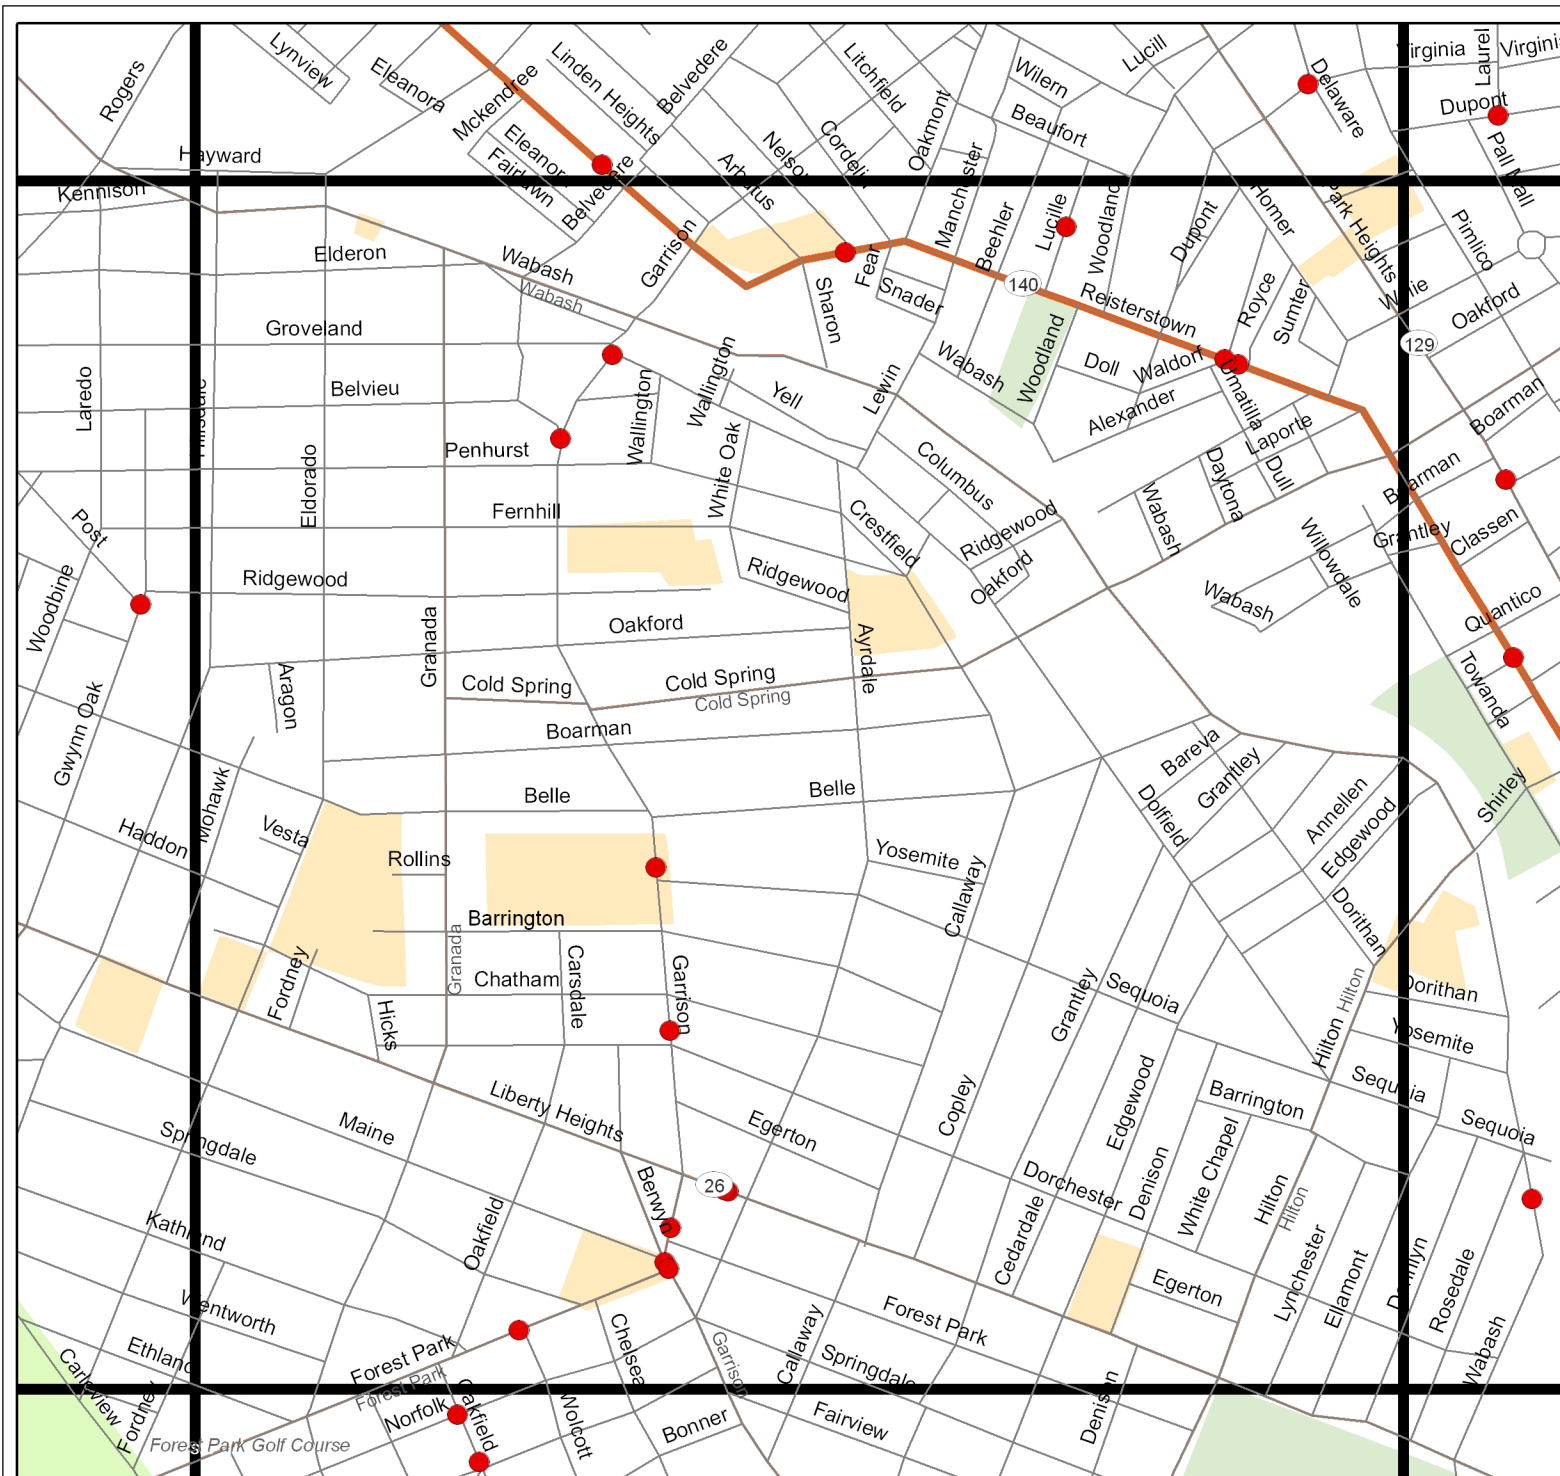 Lynview
Eleanora
Mckendree
Linden Heights
Belvedere
Litchfield
Wilern
Lucill
Delaware
Virginia
Laurel
Rogers
Dupont
Hayward
Eleanor
Fairlawn
Belvedere
Arbutus
Nelson
Cordeli
Oakmont
Beaufort
Manchester
Pall Mall
Kennison
Elderon
Wabash
Wabash
Garrison
Sharon
Fear
Snader
Beehler
Lucille
Woodland
Dupont
Homer
Park Heights
Pimlico
140
Reisterstown
Royce
Sumter
Wylie
Oakford
129
Groveland
Belvieu
Laredo
Hillsdale
Eldorado
Penhurst
Wallington
Wallington
Yell
Lewin
Wabash
Woodland
Doll
Waldorf
Alexander
Umatilla
Laporte
Boarman
White Oak
Columbus
Daytona
Dull
Boarman
Post
Fernhill
Crestfield
Ridgewood
Wabash
Willowdale
Grantley
Classen
Woodbine
Ridgewood
Ridgewood
Oakford
Wabash
Quantico
Granada
Oakford
Ayrdale
Towanda
Gwynn Oak
Aragon
Cold Spring
Cold Spring
Cold Spring
Boarman
Bareva
Grantley
Dolfield
Annellen
Edgewood
Shirley
Mohawk
Haddon
Vesta
Belle
Belle
Rollins
Yosemite
Callaway
Dorithan
Barrington
Granada
Fordney
Chatham
Carsdale
Garrison
Hicks
Grantley
Sequoia
Hilton
Hilton
Dorithan
Yosemite
Sequoia
Sequoia
Liberty Heights
Maine
Springdale
Egerton
Copley
Edgewood
Barrington
Denison
White Chapel
Dorchester
Hilton
Hilton
26
Berwyn
Kathland
Oakfield
Cedardale
Egerton
Lynchester
Ellamont
Rosedale
Wabash
Wentworth
Ethland
Carleview
Fordney
Forest Park
Forest Park
Chelsea
Garrison
Callaway
Forest Park
Springdale
Norfolk
Oakfield
Wolcott
Bonner
Fairview
Denison
Forest Park Golf Course